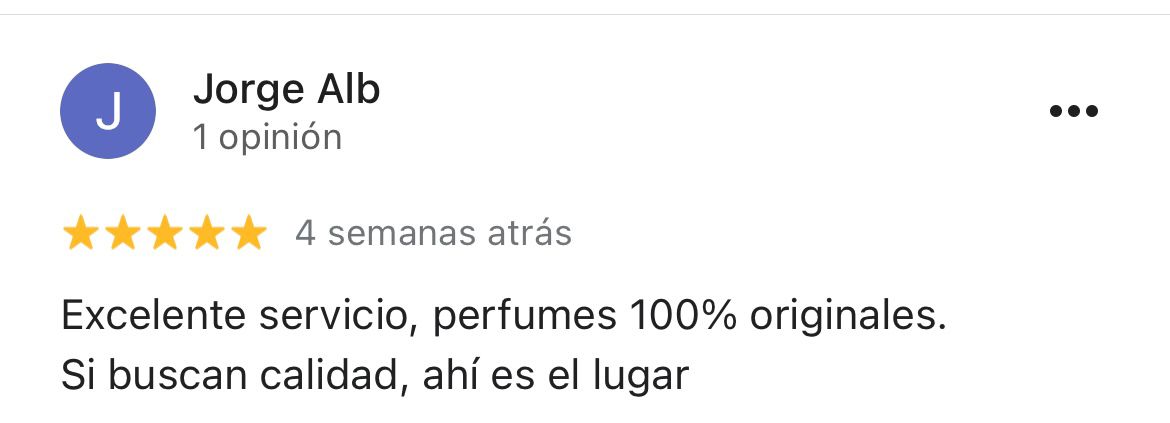 J
Jorge Alb
1 opinión
4 semanas atrás
Excelente servicio, perfumes 100% originales.
Si buscan calidad, ahí es el lugar